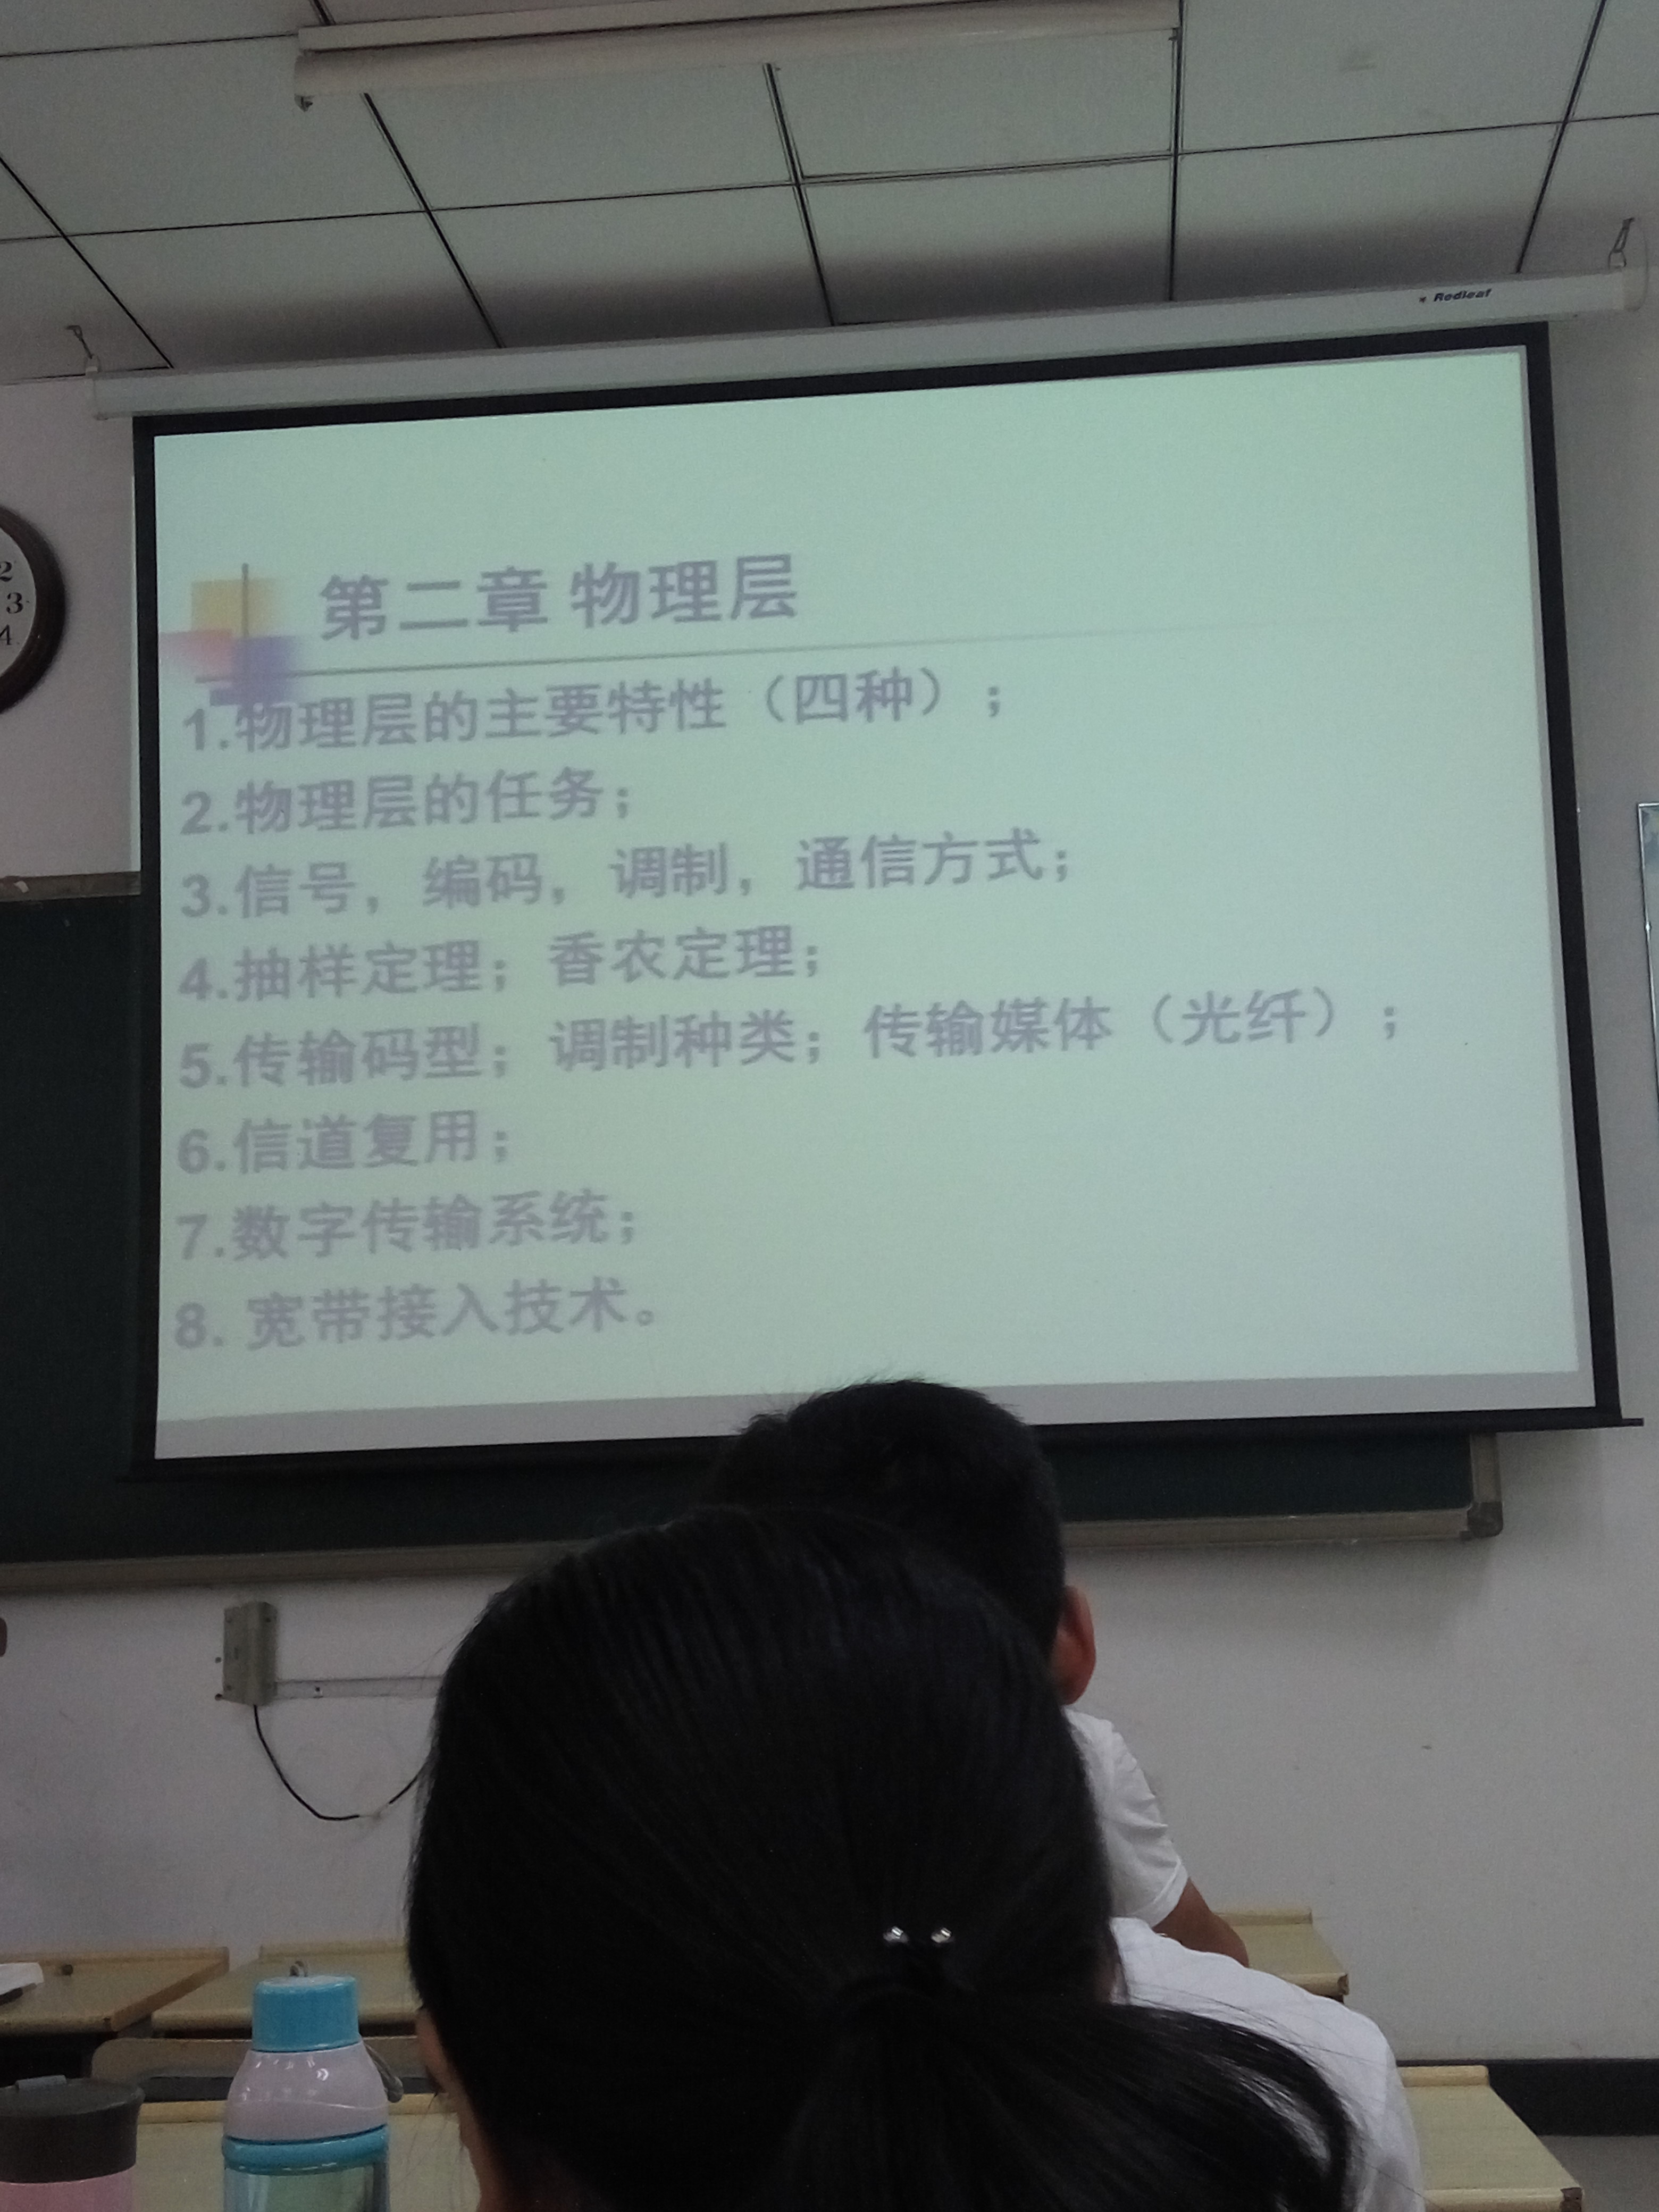 Redleaf
2
3
4
第二章 物理层
1.物理层的主要特性（四种）；
2.物理层的任务；
3.信号，编码，调制，通信方式；
4.抽样定理；香农定理；
5.传输码型；调制种类；传输媒体（光纤）；
6.信道复用；
7.数字传输系统；
8. 宽带接入技术。